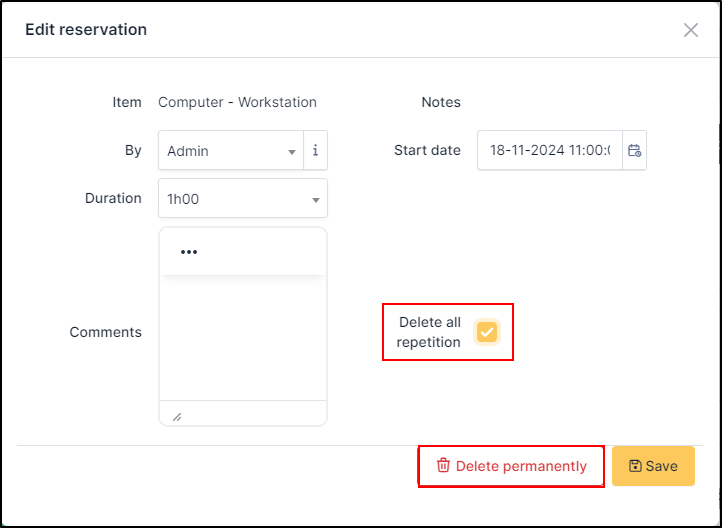 Edit reservation
Item Computer - Workstation Notes
By Admin i Start date 18-11-2024 11:00:0
Duration 1h00
•••
Comments
Delete all
repetition
Delete permanently Save